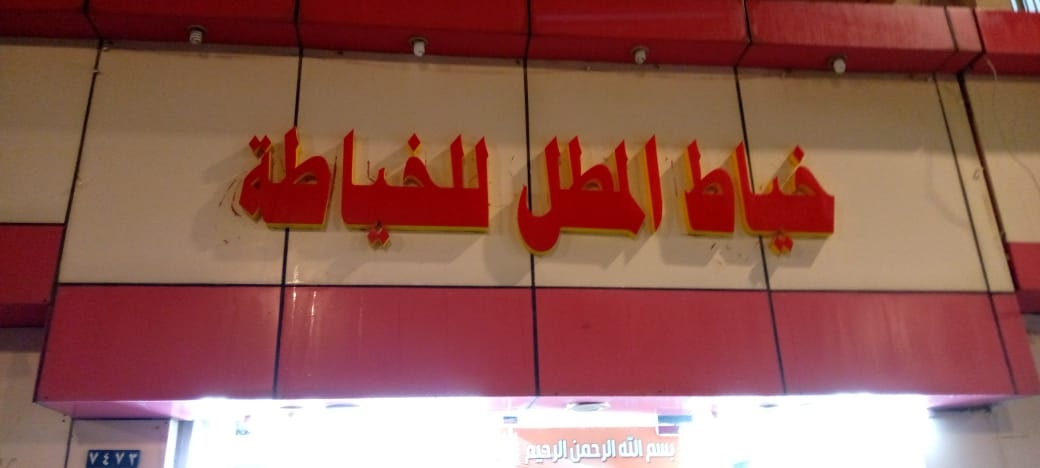 خياط المطل للخياطة
بسم الله الرحمن الرحيم
٧٤٧٣